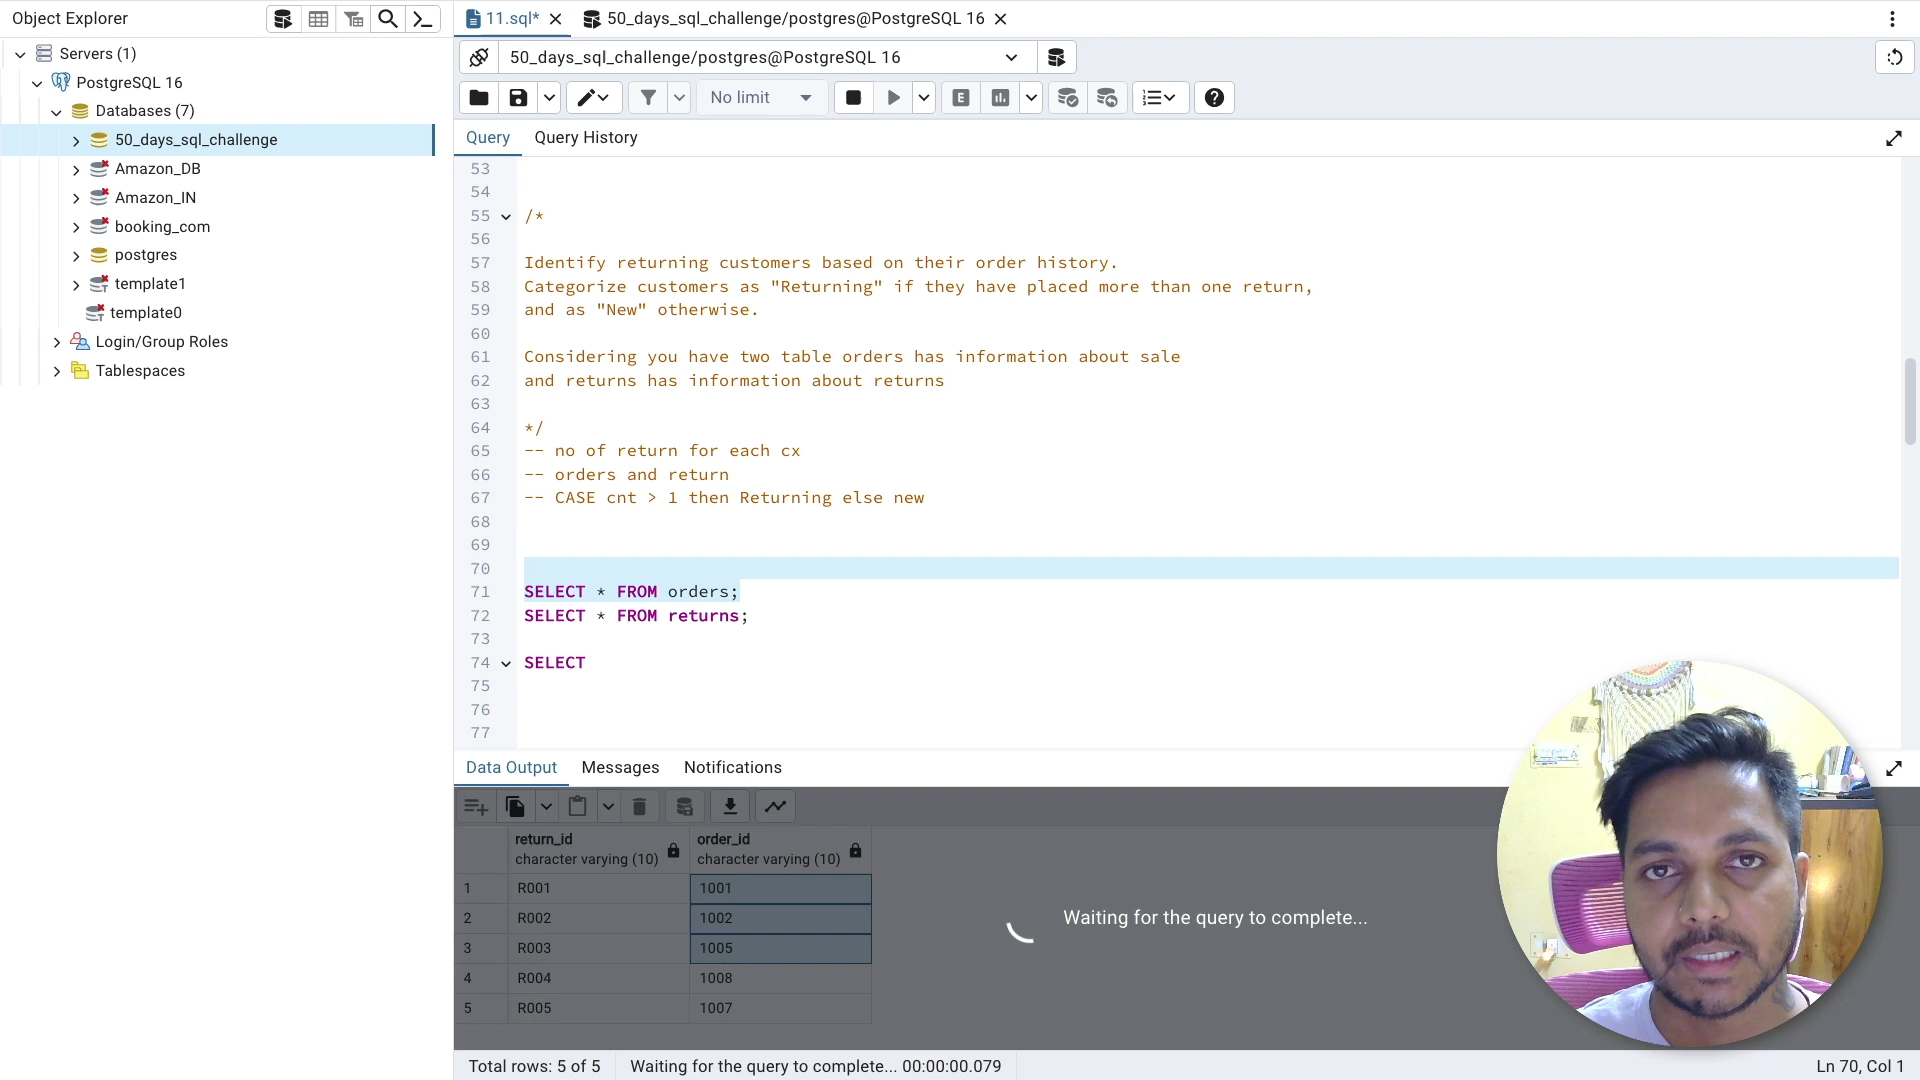 Object Explorer
11.sql*
50_days_sql_challenge/postgres@PostgreSQL 16
Servers (1)
PostgreSQL 16
Databases (7)
50_days_sql_challenge
Amazon_DB
Amazon_IN
booking_com
postgres
template1
template0
Login/Group Roles
Tablespaces
50_days_sql_challenge/postgres@PostgreSQL 16
No limit
E
Query
Query History
53
54
55 /*
56
57 Identify returning customers based on their order history.
58 Categorize customers as "Returning" if they have placed more than one return,
59 and as "New" otherwise.
60
61 Considering you have two table orders has information about sale
62 and returns has information about returns
63
64 */
65 -- no of return for each cx
66 -- orders and return
67 -- CASE cnt > 1 then Returning else new
68
69
70
71 SELECT * FROM orders;
72 SELECT * FROM returns;
73
74 SELECT
75
76
77
Data Output
Messages
Notifications
return_id
character varying (10)
order_id
character varying (10)
1 R001 1001
2 R002 1002
3 R003 1005
4 R004 1008
5 R005 1007
Waiting for the query to complete...
Total rows: 5 of 5
Waiting for the query to complete... 00:00:00.079
Ln 70, Col 1